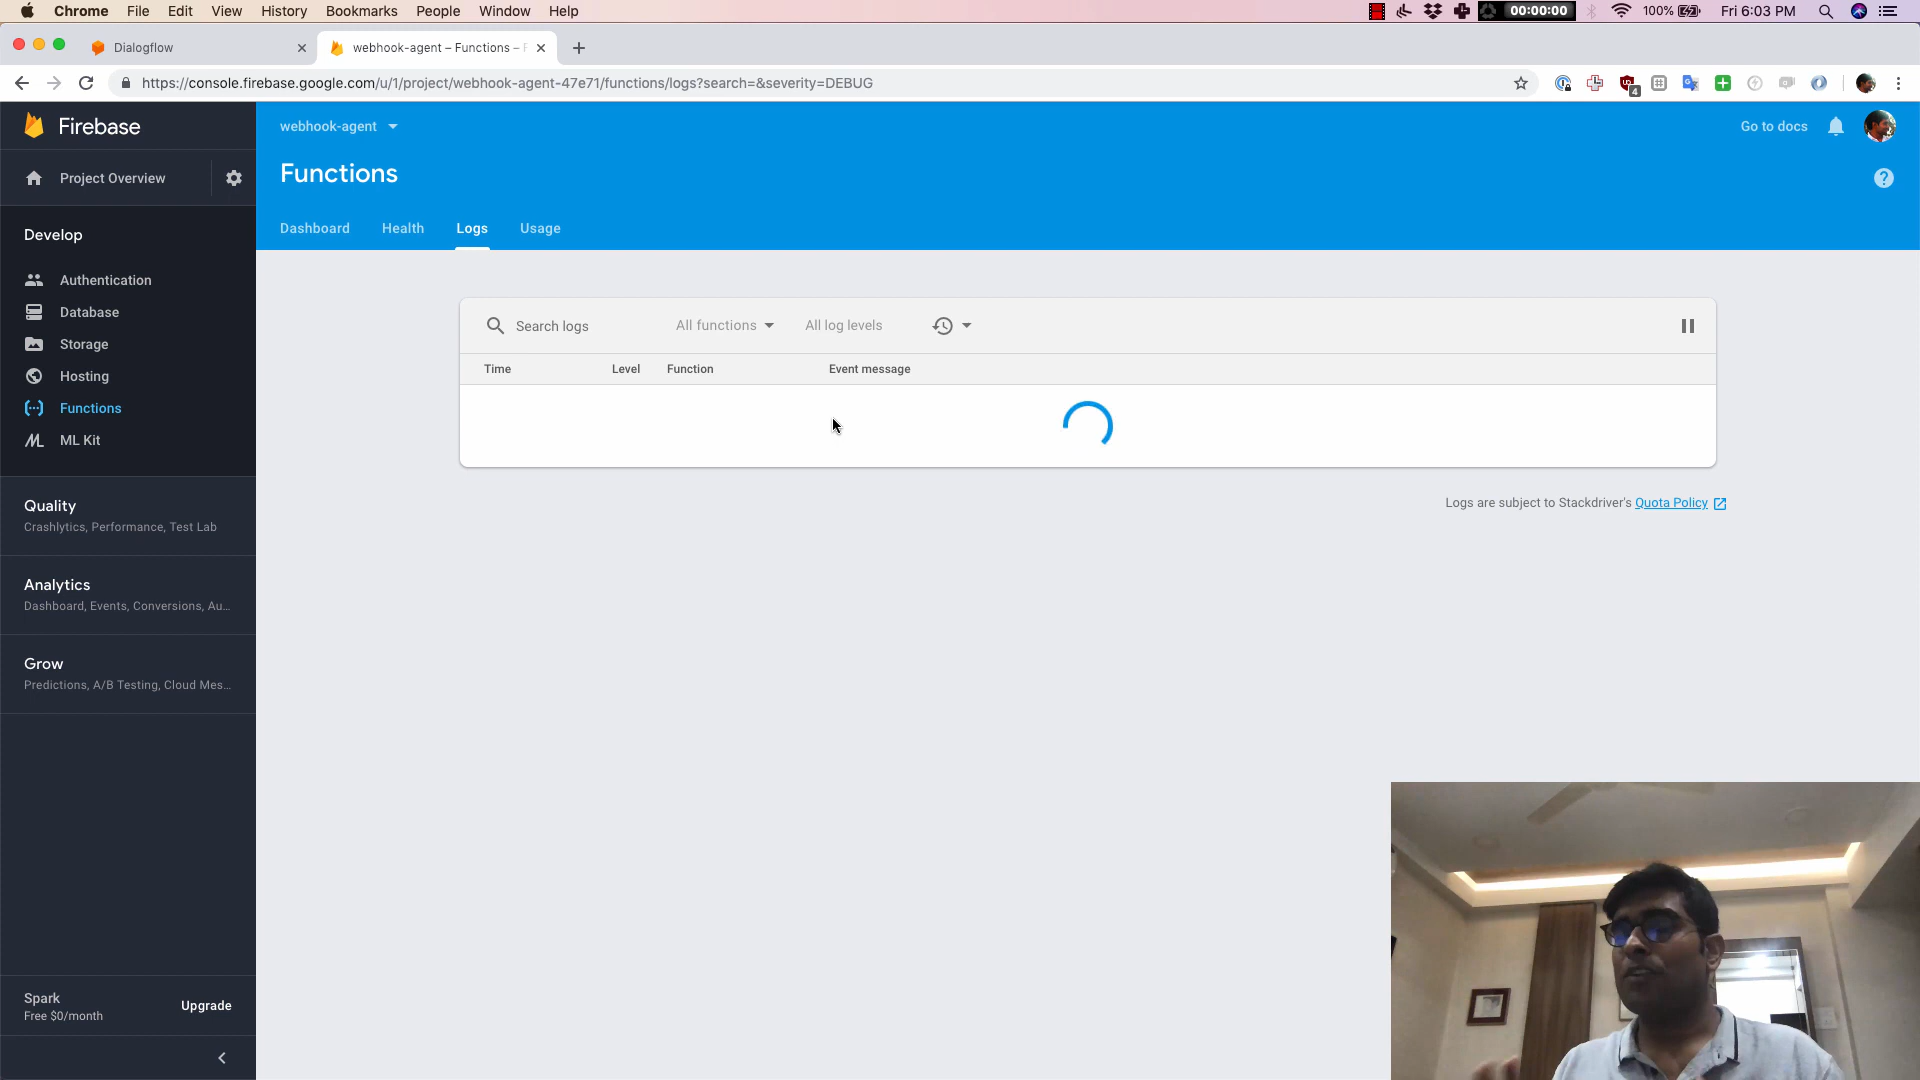 Chrome File Edit View History Bookmarks People Window Help 00:00:00 100% Fri 6:03 PM
Dialogflow webhook-agent – Functions –
https://console.firebase.google.com/u/1/project/webhook-agent-47e71/functions/logs?search=&severity=DEBUG 4
Firebase webhook-agent Go to docs
Project Overview Functions ?
Dashboard Health Logs Usage
Develop
Authentication
Database
Storage
Hosting
Functions
ML Kit
Search logs All functions All log levels
Time Level Function Event message
Logs are subject to Stackdriver's Quota Policy
Quality
Crashlytics, Performance, Test Lab
Analytics
Dashboard, Events, Conversions, Au...
Grow
Predictions, A/B Testing, Cloud Mes...
Spark
Free $0/month
Upgrade